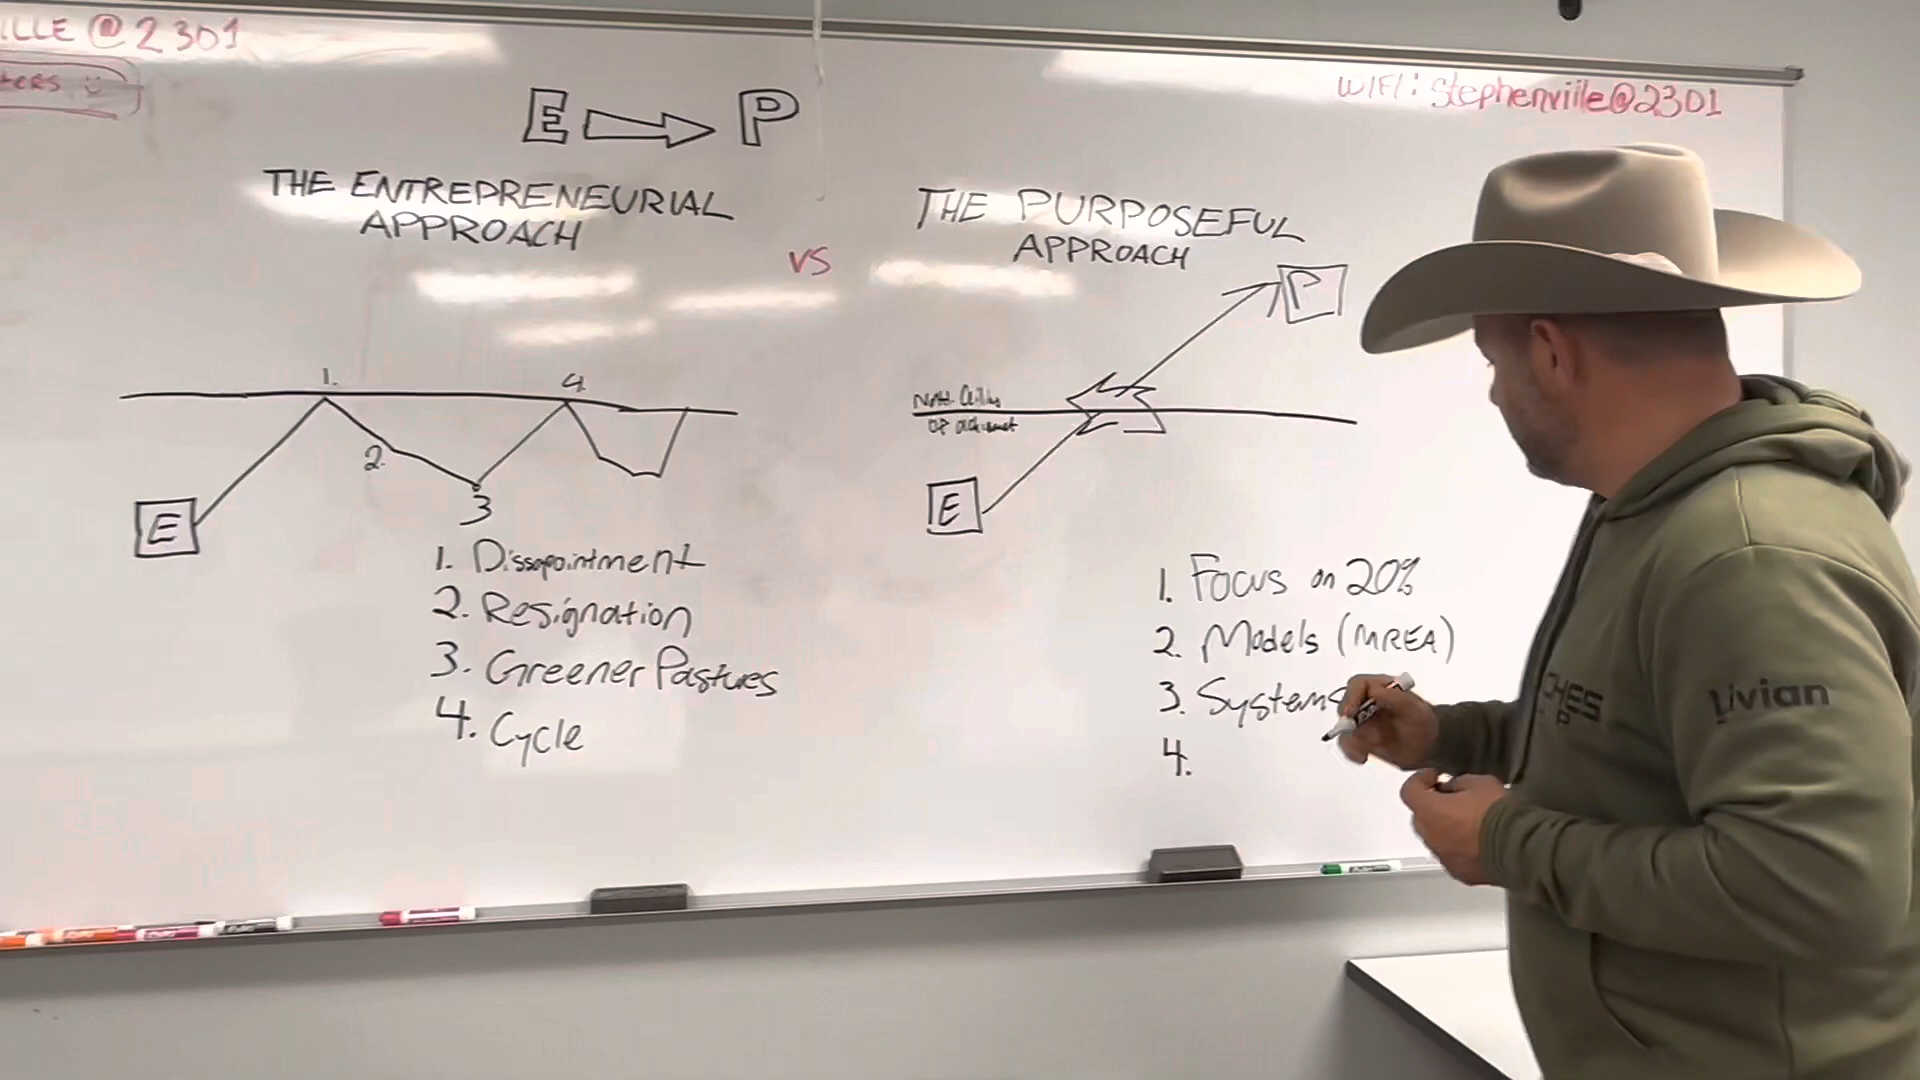 ILLE @ 2301
WIFI: Stephenville@2301
E P
THE ENTREPRENEURIAL
APPROACH
vs
THE PURPOSEFUL
APPROACH
1.
4.
2.
3
E
1. Dissapointment
2. Resignation
3. Greener Pastures
4. Cycle
P
E
1. Focus on 20%
2. Models (MREA)
3. Systems
4.
Livian